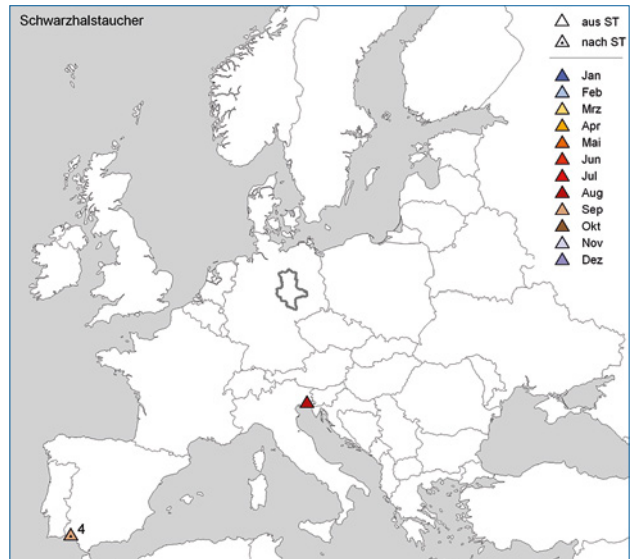 Schwarzhalstaucher
aus ST
nach ST
Jan
Feb
Mrz
Apr
Mai
Jun
Jul
Aug
Sep
Okt
Nov
Dez
4